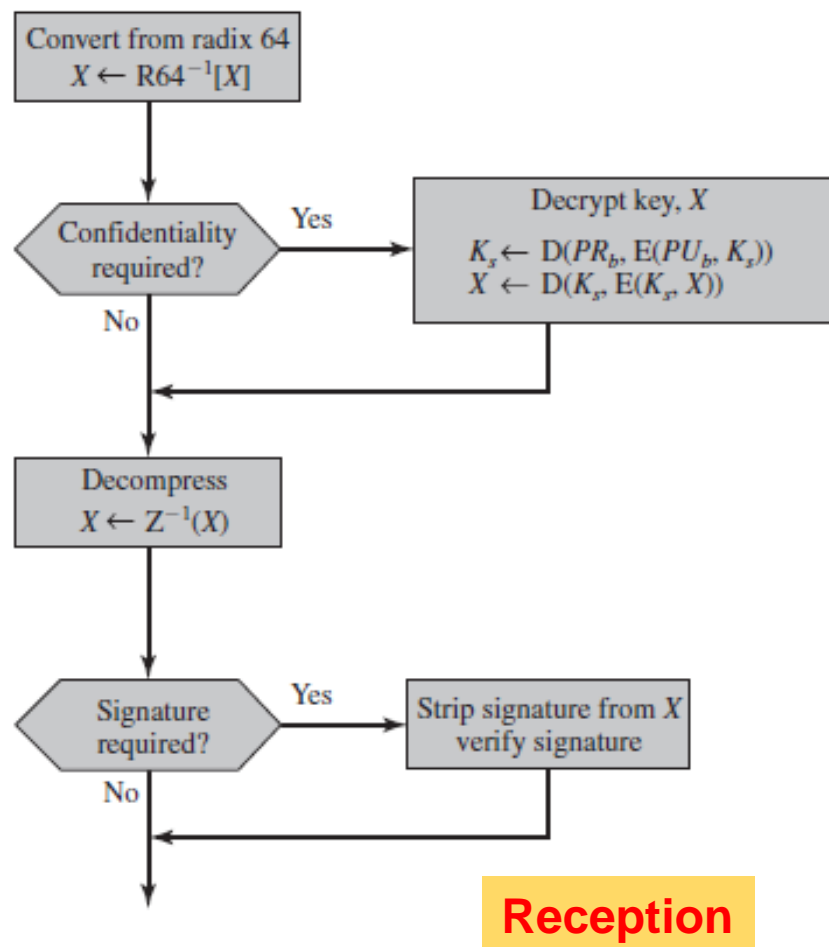 Convert from radix 64
X ← R64⁻¹[X]
Confidentiality
required?
Yes
No
Decrypt key, X
Kₛ ← D(PR_b, E(PU_b, Kₛ))
X ← D(Kₛ, E(Kₛ, X))
Decompress
X ← Z⁻¹(X)
Signature
required?
Yes
No
Strip signature from X
verify signature
Reception